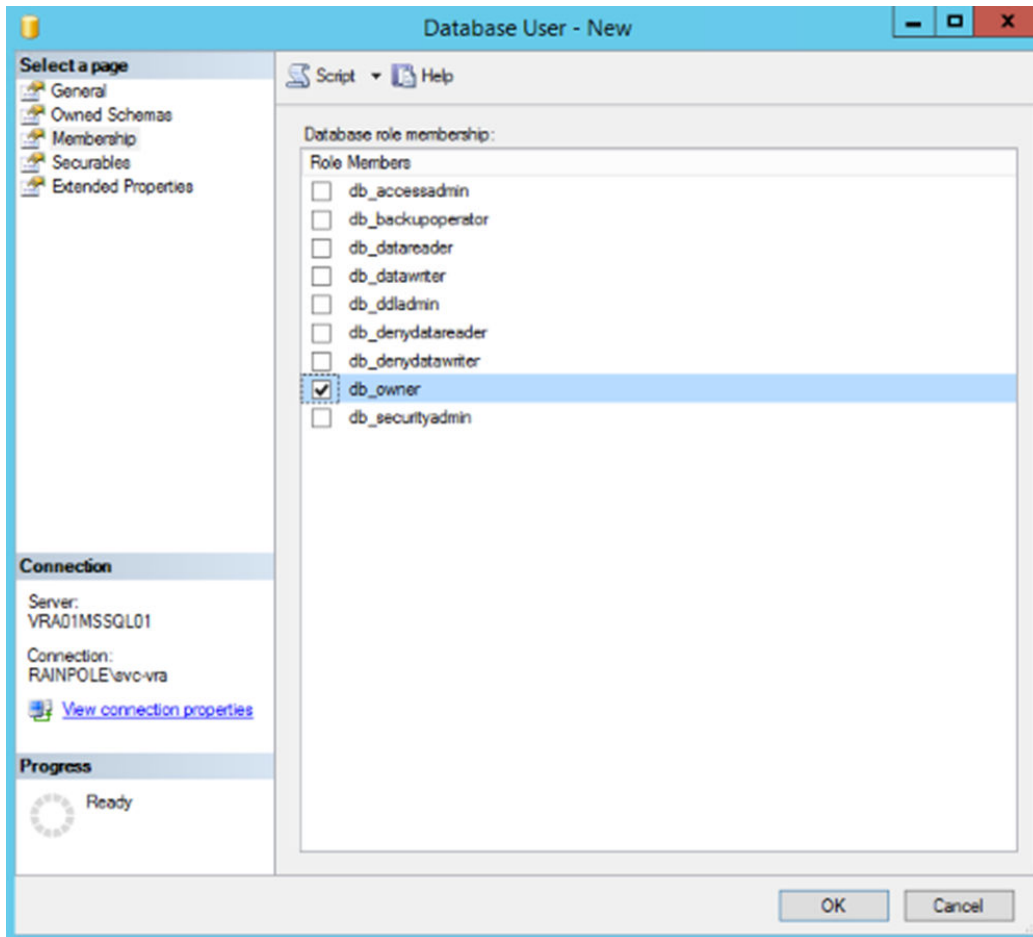 Database User - New
Select a page
General
Owned Schemas
Membership
Securables
Extended Properties
Script Help
Database role membership:
Role Members
db_accessadmin
db_backupoperator
db_datareader
db_datawriter
db_ddladmin
db_denydatareader
db_denydatawriter
db_owner
db_securityadmin
Connection
Server:
VRA01MSSQL01
Connection:
RAINPOLE\svc-vra
View connection properties
Progress
Ready
OK Cancel